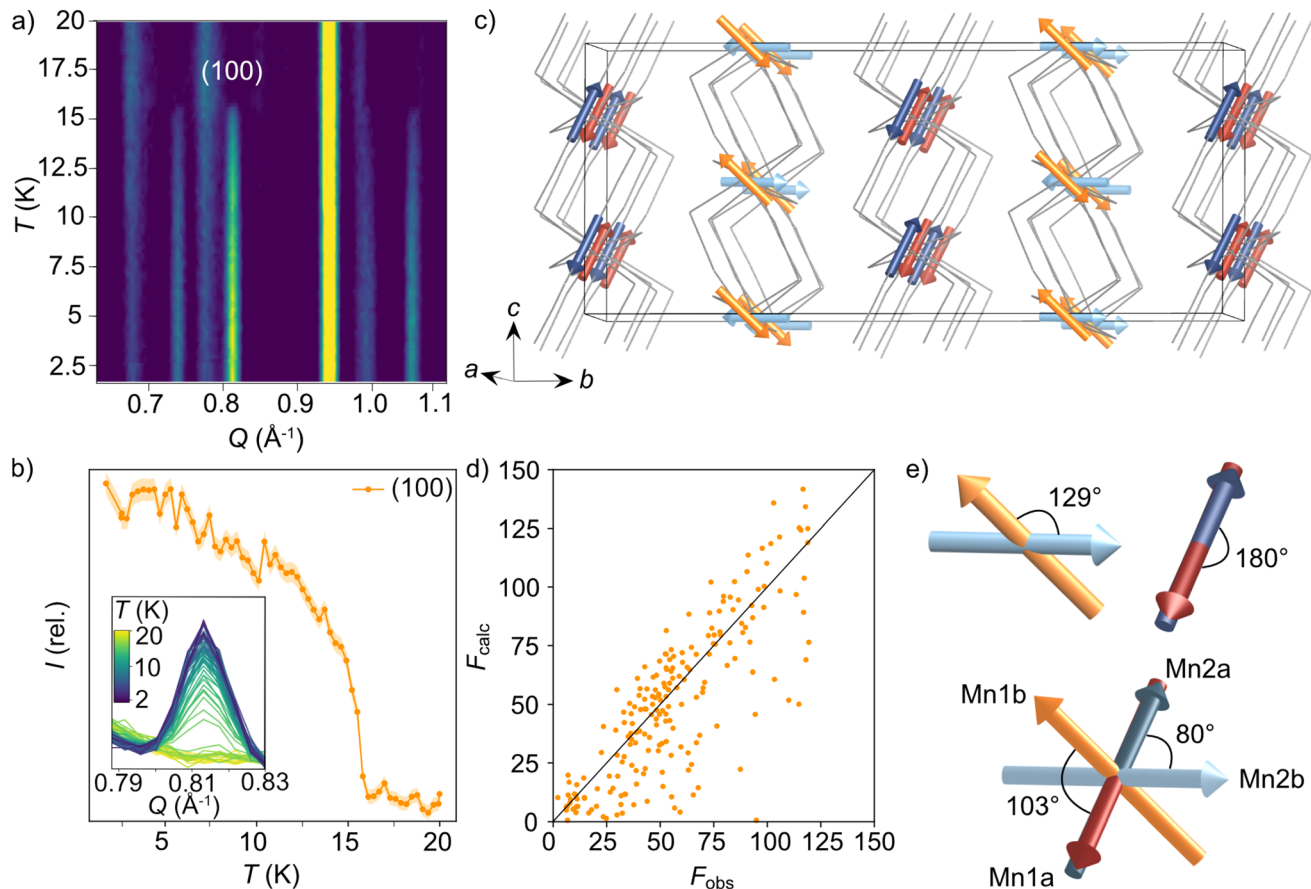 a)
20
17.5
15
12.5
10
7.5
5
2.5
T (K)
(100)
0.7 0.8 0.9 1.0 1.1
Q (Å⁻¹)
b)
(100)
I (rel.)
T (K)
20
10
2
0.79 0.81 0.83
Q (Å⁻¹)
5 10 15 20
T (K)
c)
c
a
b
d)
150
125
100
75
50
25
0
Fcalc
0 25 50 75 100 125 150
Fobs
e)
129°
180°
Mn2a
Mn1b
80°
Mn2b
103°
Mn1a